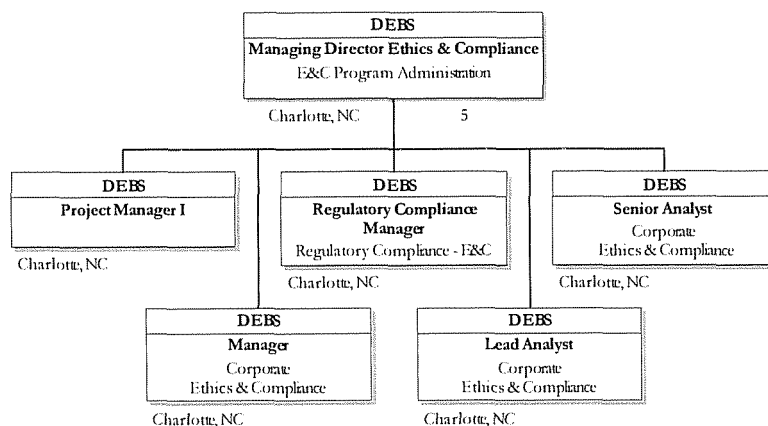 DEBS
Managing Director Ethics & Compliance
E&C Program Administration
Charlotte, NC 5
DEBS
Project Manager I
Charlotte, NC
DEBS
Regulatory Compliance
Manager
Regulatory Compliance - E&C
Charlotte, NC
DEBS
Senior Analyst
Corporate
Ethics & Compliance
Charlotte, NC
DEBS
Manager
Corporate
Ethics & Compliance
Charlotte, NC
DEBS
Lead Analyst
Corporate
Ethics & Compliance
Charlotte, NC